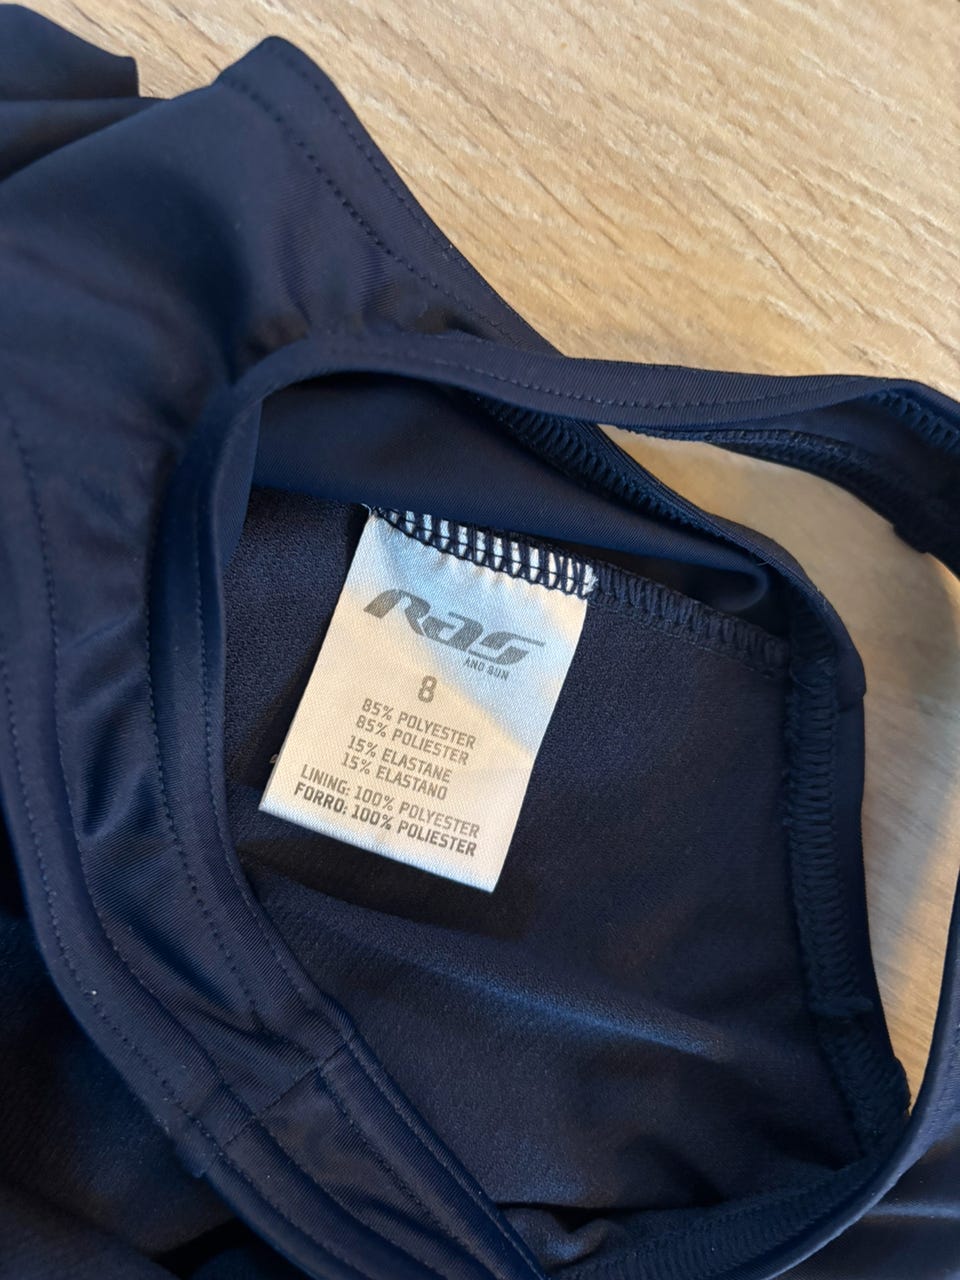 Ras
AND SUN
8
85% POLYESTER
85% POLIESTER
15% ELASTANE
15% ELASTANO
LINING: 100% POLYESTER
FORRO: 100% POLIESTER